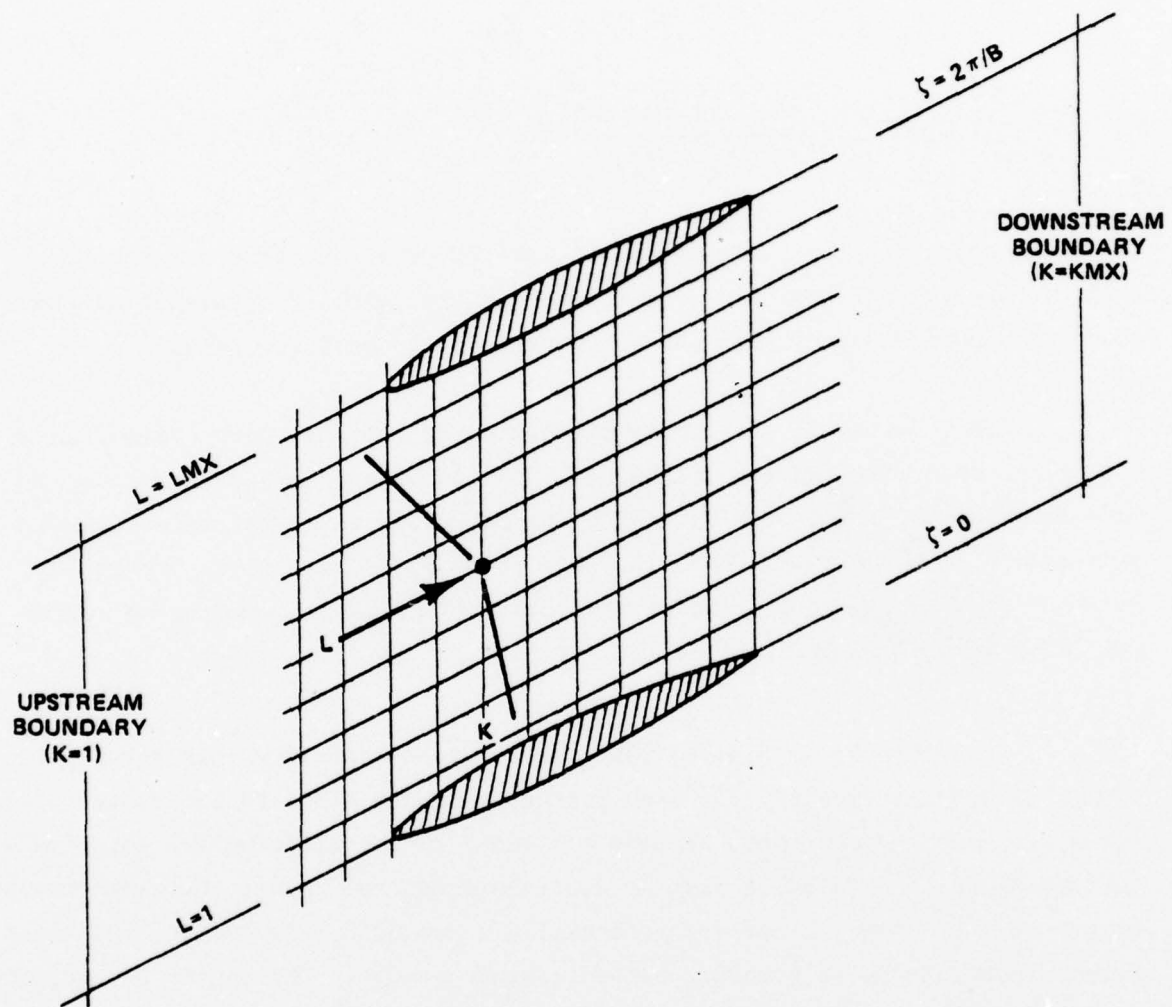 ζ = 2π/B
DOWNSTREAM
BOUNDARY
(K=KMX)
L = LMX
ζ = 0
L
UPSTREAM
BOUNDARY
(K=1)
K
L=1